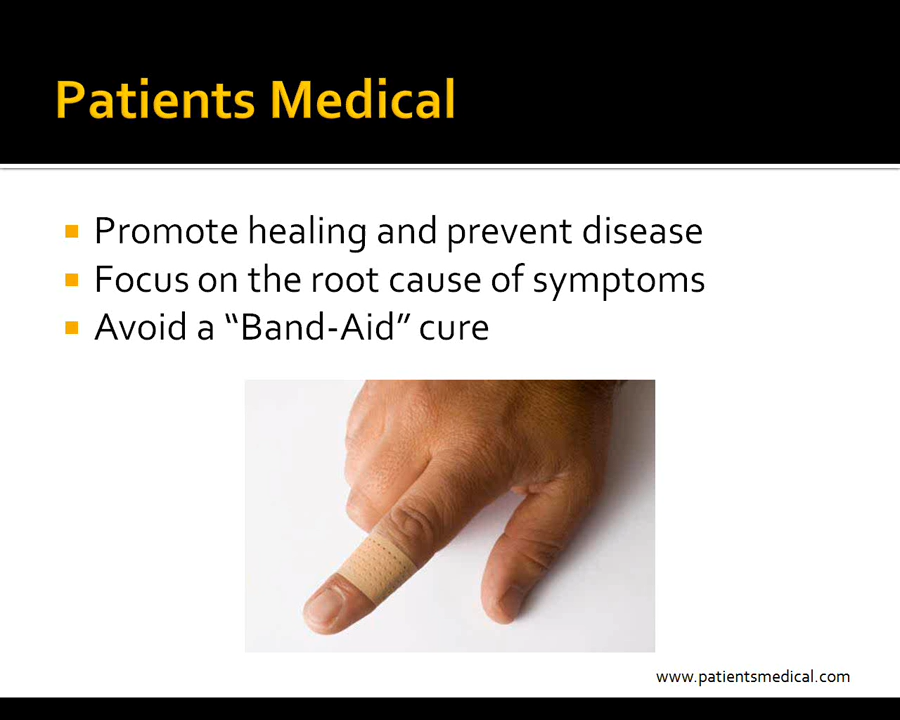 Patients Medical
Promote healing and prevent disease
Focus on the root cause of symptoms
Avoid a “Band-Aid” cure
www.patientsmedical.com